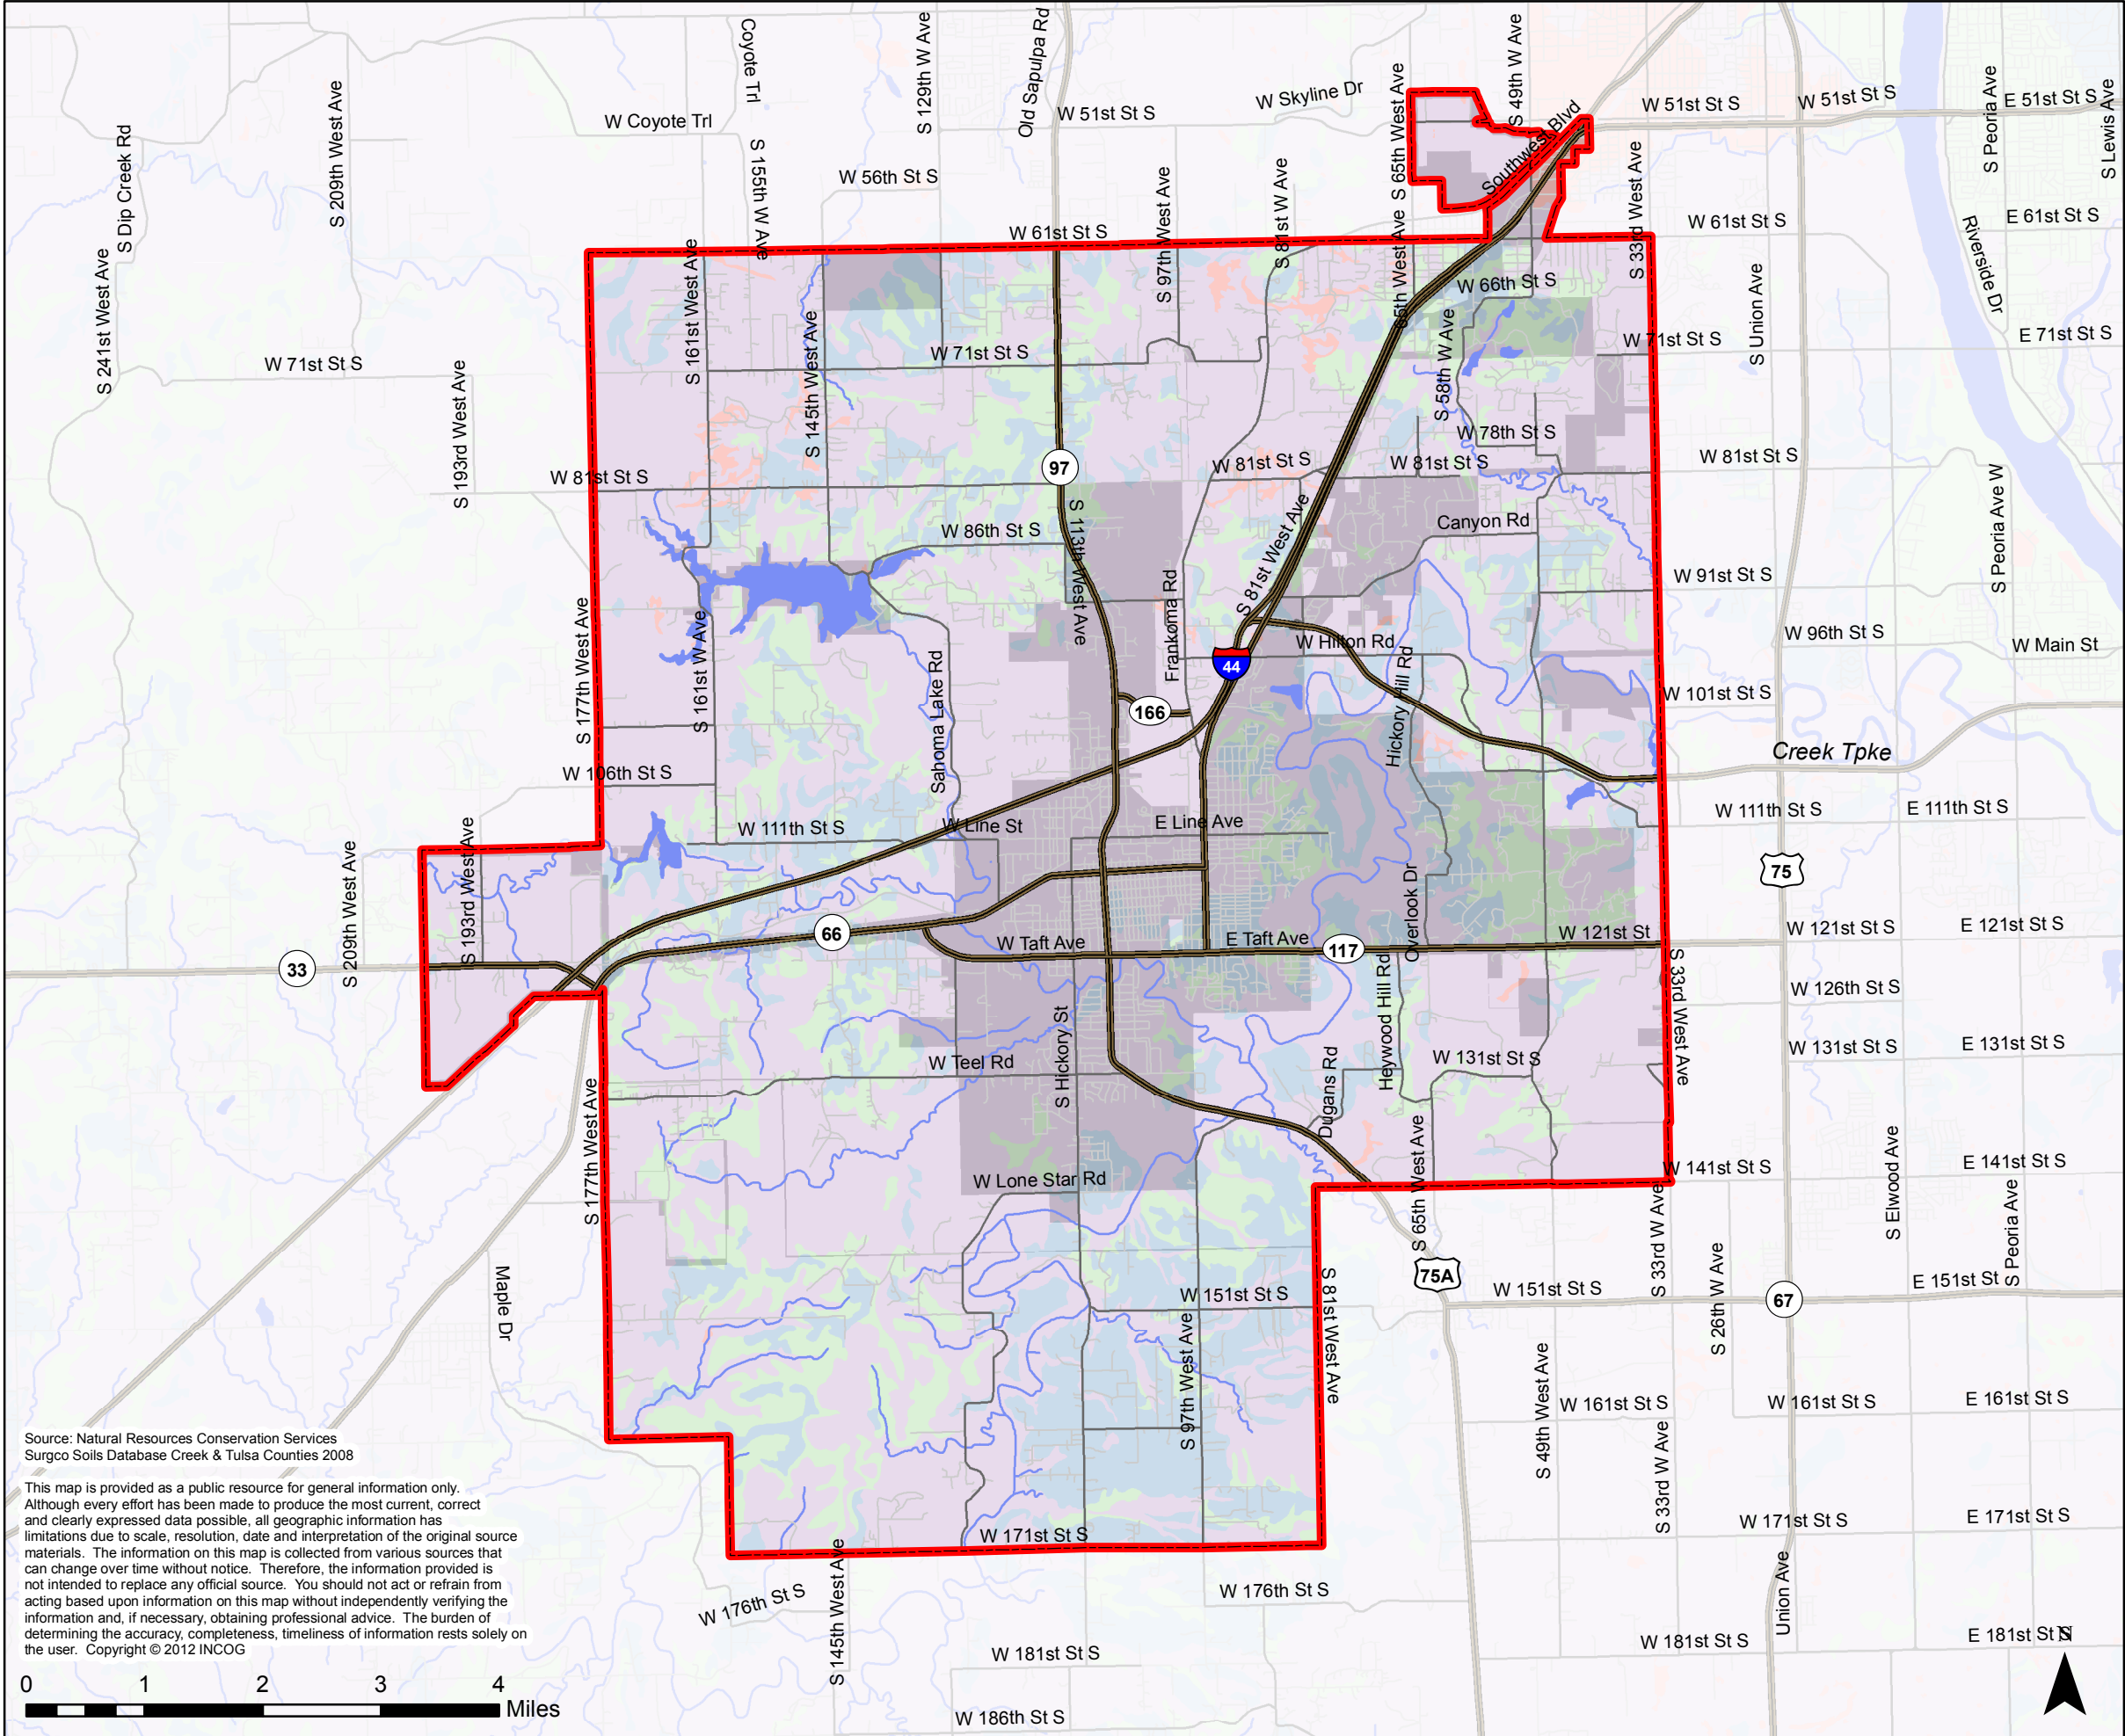 Coyote Trl
S 129th W Ave
Old Sapulpa Rd
S 49th W Ave
W Skyline Dr
S 65th West Ave
W 51st St S
W 51st St S
W 51st St S
E 51st St S
S Peoria Ave
S Lewis Ave
S 209th West Ave
W Coyote Trl
S Dip Creek Rd
S 155th W Ave
W 56th St S
S 97th West Ave
S 81st W Ave
Southwest Blvd
S 33rd West Ave
W 61st St S
W 61st St S
E 61st St S
Riverside Dr
S 241st West Ave
S 161st West Ave
65th West Ave
W 66th St S
S Union Ave
W 71st St S
W 71st St S
W 71st St S
E 71st St S
S 193rd West Ave
S 145th West Ave
S 58th W Ave
W 78th St S
W 81st St S
97
W 81st St S
W 81st St S
W 81st St S
S Peoria Ave W
S 113th West Ave
W 86th St S
S 81st West Ave
Canyon Rd
W 91st St S
S 177th West Ave
S 161st W Ave
Frankoma Rd
W Hilton Rd
W 96th St S
W Main St
44
Sahoma Lake Rd
166
Hickory Hill Rd
W 101st St S
Creek Tpke
W 106th St S
W 111th St S
W Line St
E Line Ave
W 111th St S
E 111th St S
S 209th West Ave
S 193rd West Ave
Overlook Dr
75
33
66
W Taft Ave
E Taft Ave
117
W 121st St
W 121st St S
E 121st St S
S 33rd West Ave
Heywood Hill Rd
W 126th St S
S Hickory St
W Teel Rd
Dugans Rd
W 131st St S
W 131st St S
E 131st St S
S 177th West Ave
W Lone Star Rd
S 65th West Ave
W 141st St S
E 141st St S
S Elwood Ave
S Peoria Ave
S 33rd W Ave
Maple Dr
S 81st West Ave
75A
S 26th W Ave
W 151st St S
W 151st St S
67
E 151st St
S 97th West Ave
S 49th West Ave
W 161st St S
W 161st St S
E 161st St S
S 33rd W Ave
W 171st St S
W 171st St S
E 171st St S
S 145th West Ave
W 176th St S
W 176th St S
Union Ave
W 181st St S
W 181st St S
E 181st St S
N
W 186th St S
Source: Natural Resources Conservation Services
Surgco Soils Database Creek & Tulsa Counties 2008
This map is provided as a public resource for general information only.
Although every effort has been made to produce the most current, correct
and clearly expressed data possible, all geographic information has
limitations due to scale, resolution, date and interpretation of the original source
materials. The information on this map is collected from various sources that
can change over time without notice. Therefore, the information provided is
not intended to replace any official source. You should not act or refrain from
acting based upon information on this map without independently verifying the
information and, if necessary, obtaining professional advice. The burden of
determining the accuracy, completeness, timeliness of information rests solely on
the user. Copyright © 2012 INCOG
0 1 2 3 4
Miles